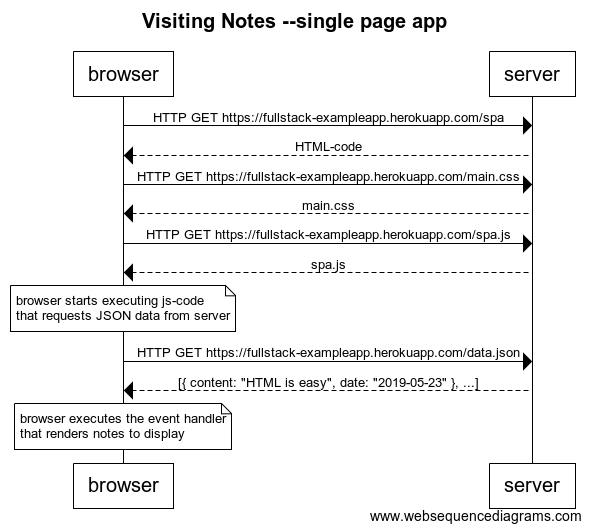 Visiting Notes --single page app
browser
server
HTTP GET https://fullstack-exampleapp.herokuapp.com/spa
HTML-code
HTTP GET https://fullstack-exampleapp.herokuapp.com/main.css
main.css
HTTP GET https://fullstack-exampleapp.herokuapp.com/spa.js
spa.js
browser starts executing js-code
that requests JSON data from server
HTTP GET https://fullstack-exampleapp.herokuapp.com/data.json
[{ content: "HTML is easy", date: "2019-05-23" }, ...]
browser executes the event handler
that renders notes to display
browser
server
www.websequencediagrams.com